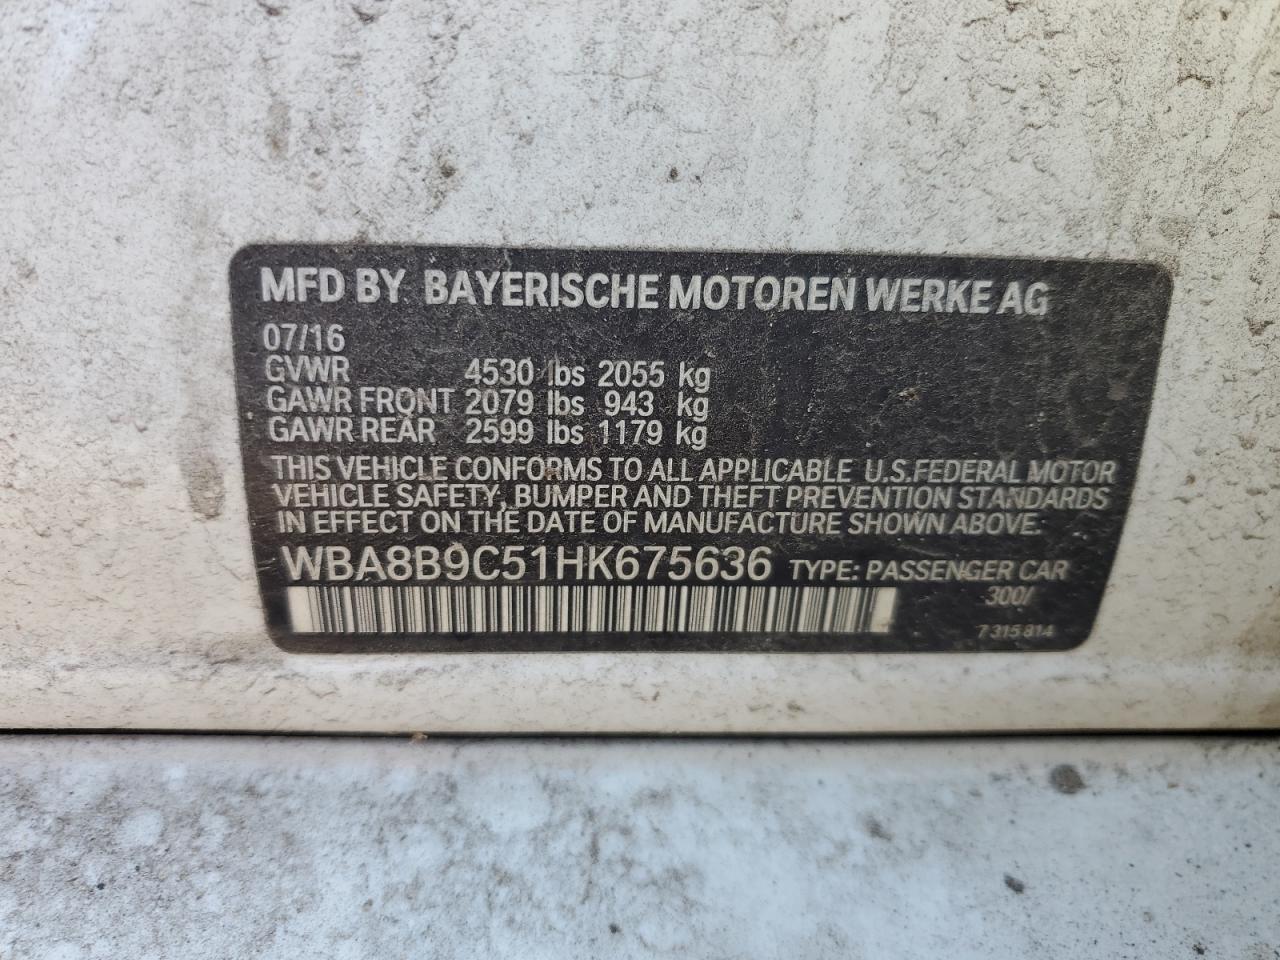 MFD BY BAYERISCHE MOTOREN WERKE AG
07/16
GVWR 4530 lbs 2055 kg
GAWR FRONT 2079 lbs 943 kg
GAWR REAR 2599 lbs 1179 kg
THIS VEHICLE CONFORMS TO ALL APPLICABLE U.S.FEDERAL MOTOR
VEHICLE SAFETY, BUMPER AND THEFT PREVENTION STANDARDS
IN EFFECT ON THE DATE OF MANUFACTURE SHOWN ABOVE.
WBA8B9C51HK675636 TYPE: PASSENGER CAR
300/
7 315 814